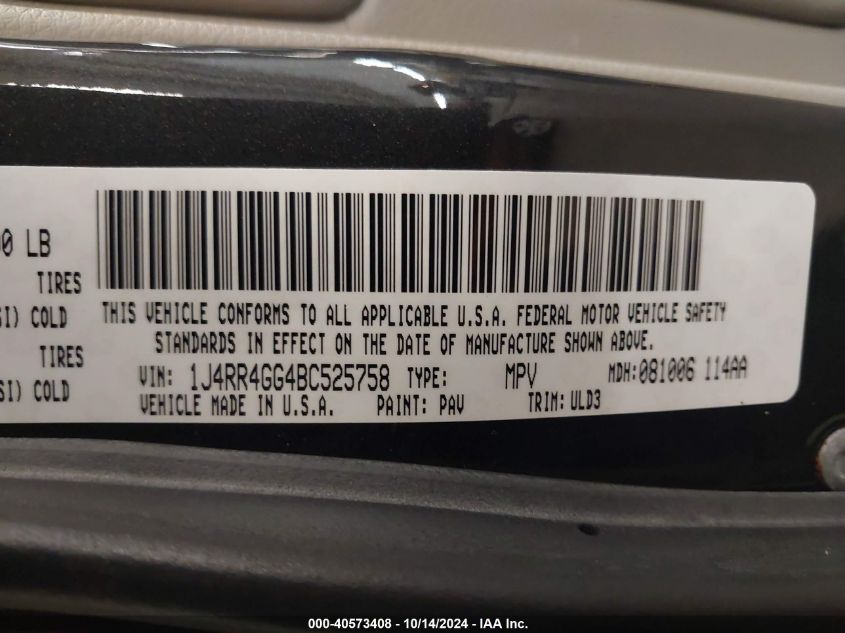 00 LB
TIRES
SI) COLD
TIRES
SI) COLD
THIS VEHICLE CONFORMS TO ALL APPLICABLE U.S.A. FEDERAL MOTOR VEHICLE SAFETY
STANDARDS IN EFFECT ON THE DATE OF MANUFACTURE SHOWN ABOVE.
VIN: 1J4RR4GG4BC525758 TYPE: MPV MDH:081006 114AA
VEHICLE MADE IN U.S.A. PAINT: PAV TRIM: ULD3
000-40573408 - 10/14/2024 - IAA Inc.